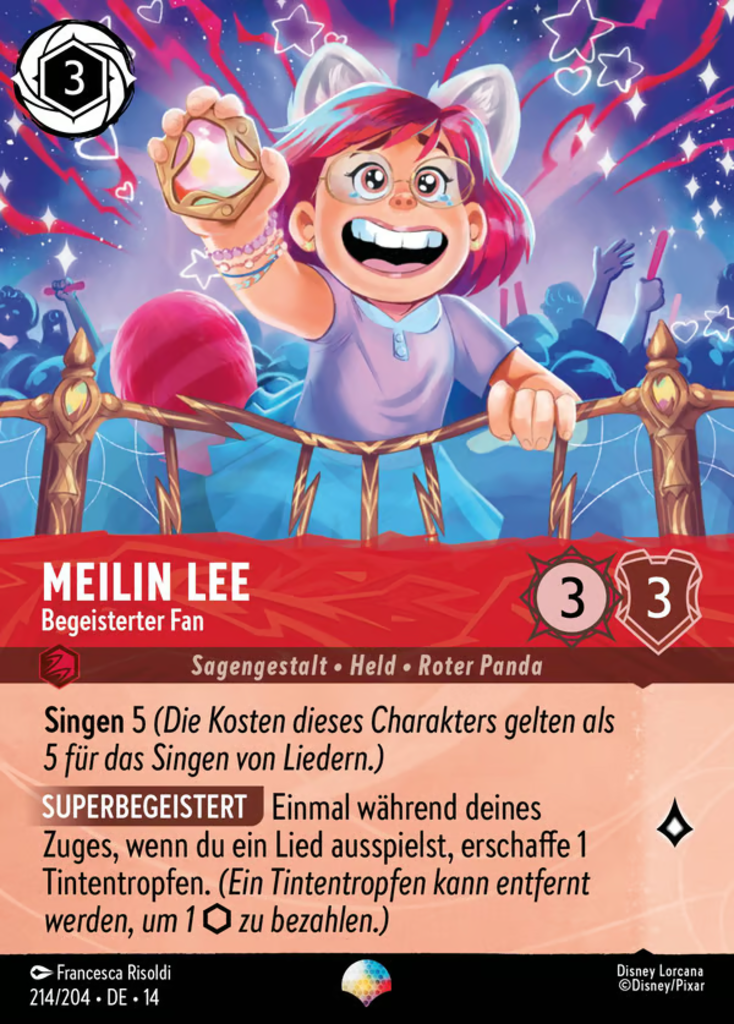 3
MEILIN LEE
Begeisterter Fan
3
3
Sagengestalt • Held • Roter Panda
Singen 5 (Die Kosten dieses Charakters gelten als
5 für das Singen von Liedern.)
SUPERBEGEISTERT Einmal während deines
Zuges, wenn du ein Lied ausspielst, erschaffe 1
Tintentropfen. (Ein Tintentropfen kann entfernt
werden, um 1 ⬡ zu bezahlen.)
Francesca Risoldi
214/204 • DE • 14
Disney Lorcana
©Disney/Pixar